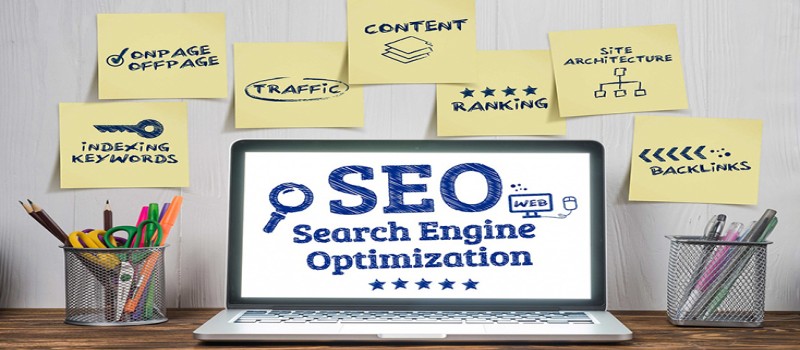 ONPAGE
OFFPAGE
TRAFFIC
CONTENT
RANKING
SITE
ARCHITECTURE
INDEXING
KEYWORDS
BACKLINKS
SEO
WEB
Search Engine
Optimization